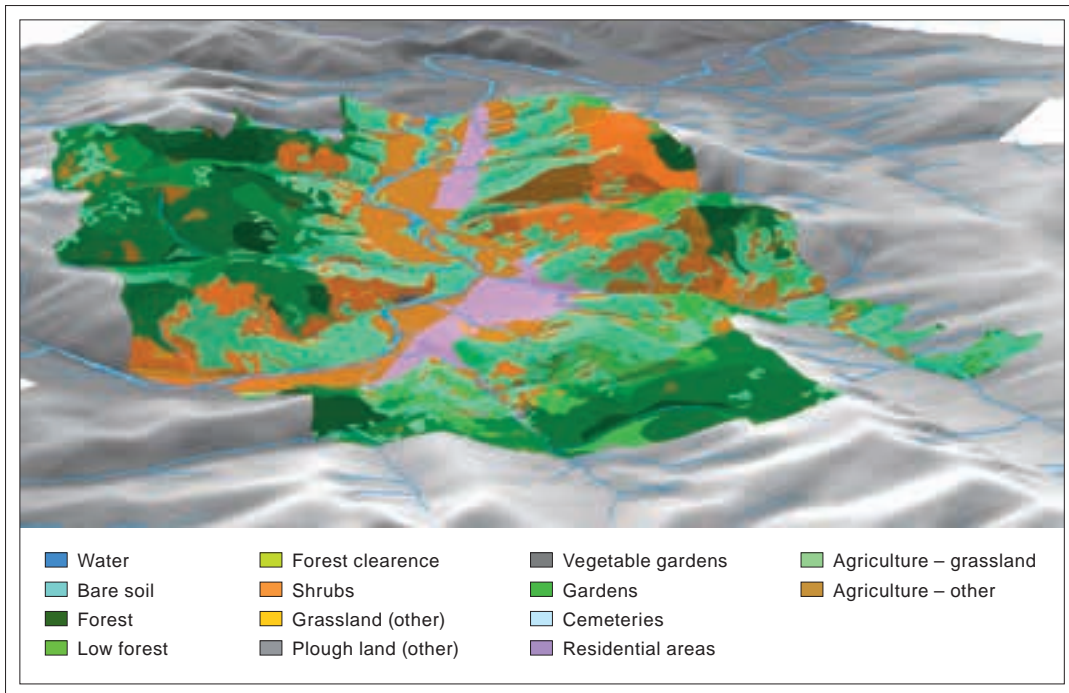 Water
Bare soil
Forest
Low forest
Forest clearence
Shrubs
Grassland (other)
Plough land (other)
Vegetable gardens
Gardens
Cemeteries
Residential areas
Agriculture – grassland
Agriculture – other